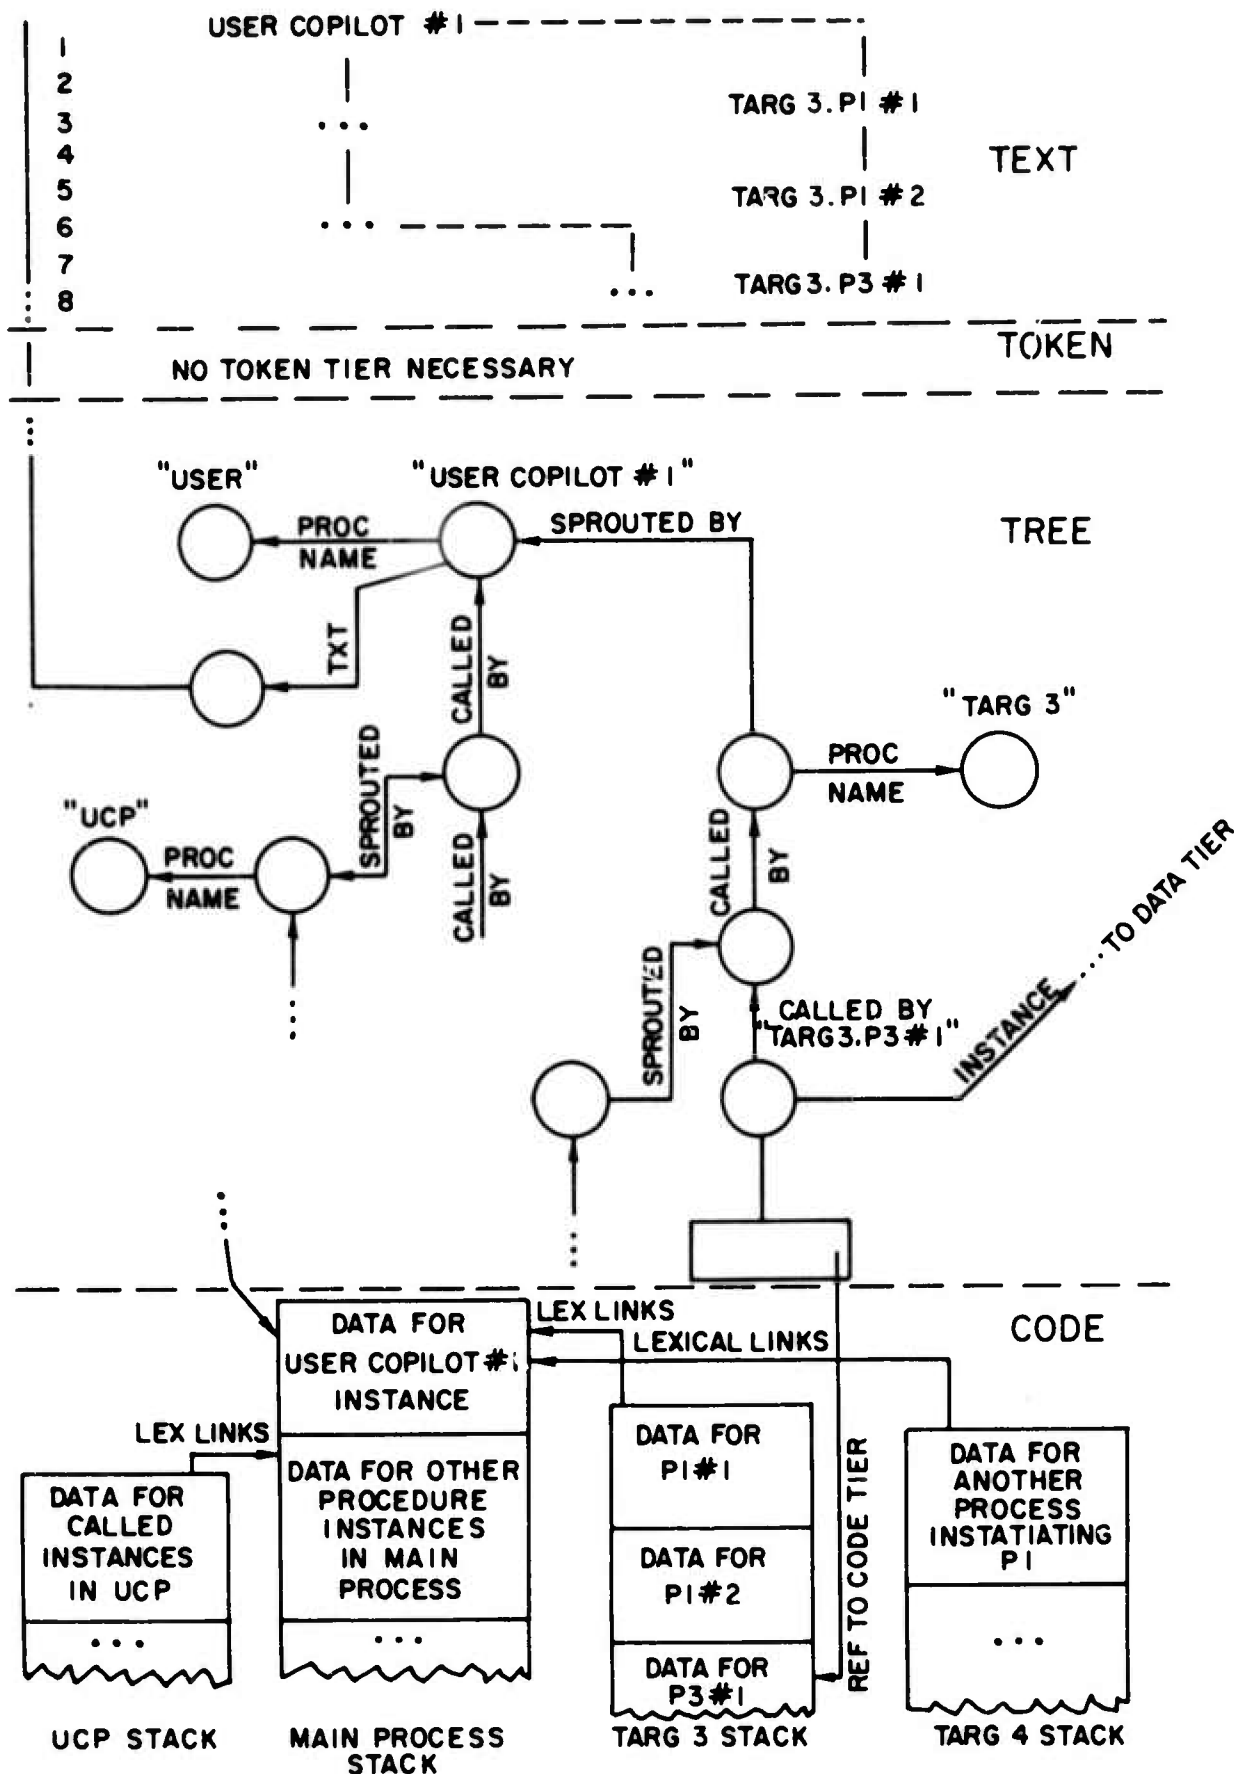 USER COPILOT #1
1
2
TARG 3.P1 #1
3
4
TEXT
5
TARG 3.P1 #2
6
7
TARG3.P3 #1
8
TOKEN
NO TOKEN TIER NECESSARY
"USER"
"USER COPILOT #1"
PROC
NAME
SPROUTED BY
TREE
TXT
CALLED
BY
"TARG 3"
SPROUTED
BY
PROC
NAME
"UCP"
PROC
NAME
CALLED
BY
CALLED
BY
... TO DATA TIER
SPROUTED
BY
CALLED BY
"TARG3.P3#1"
INSTANCE
LEX LINKS
CODE
DATA FOR
USER COPILOT #1
INSTANCE
LEXICAL LINKS
LEX LINKS
DATA FOR
P1#1
DATA FOR
ANOTHER
PROCESS
INSTATIATING
P1
DATA FOR OTHER
PROCEDURE
INSTANCES
IN MAIN
PROCESS
DATA FOR
CALLED
INSTANCES
IN UCP
DATA FOR
P1#2
REF TO CODE TIER
...
...
...
DATA FOR
P3#1
UCP STACK
MAIN PROCESS
STACK
TARG 3 STACK
TARG 4 STACK